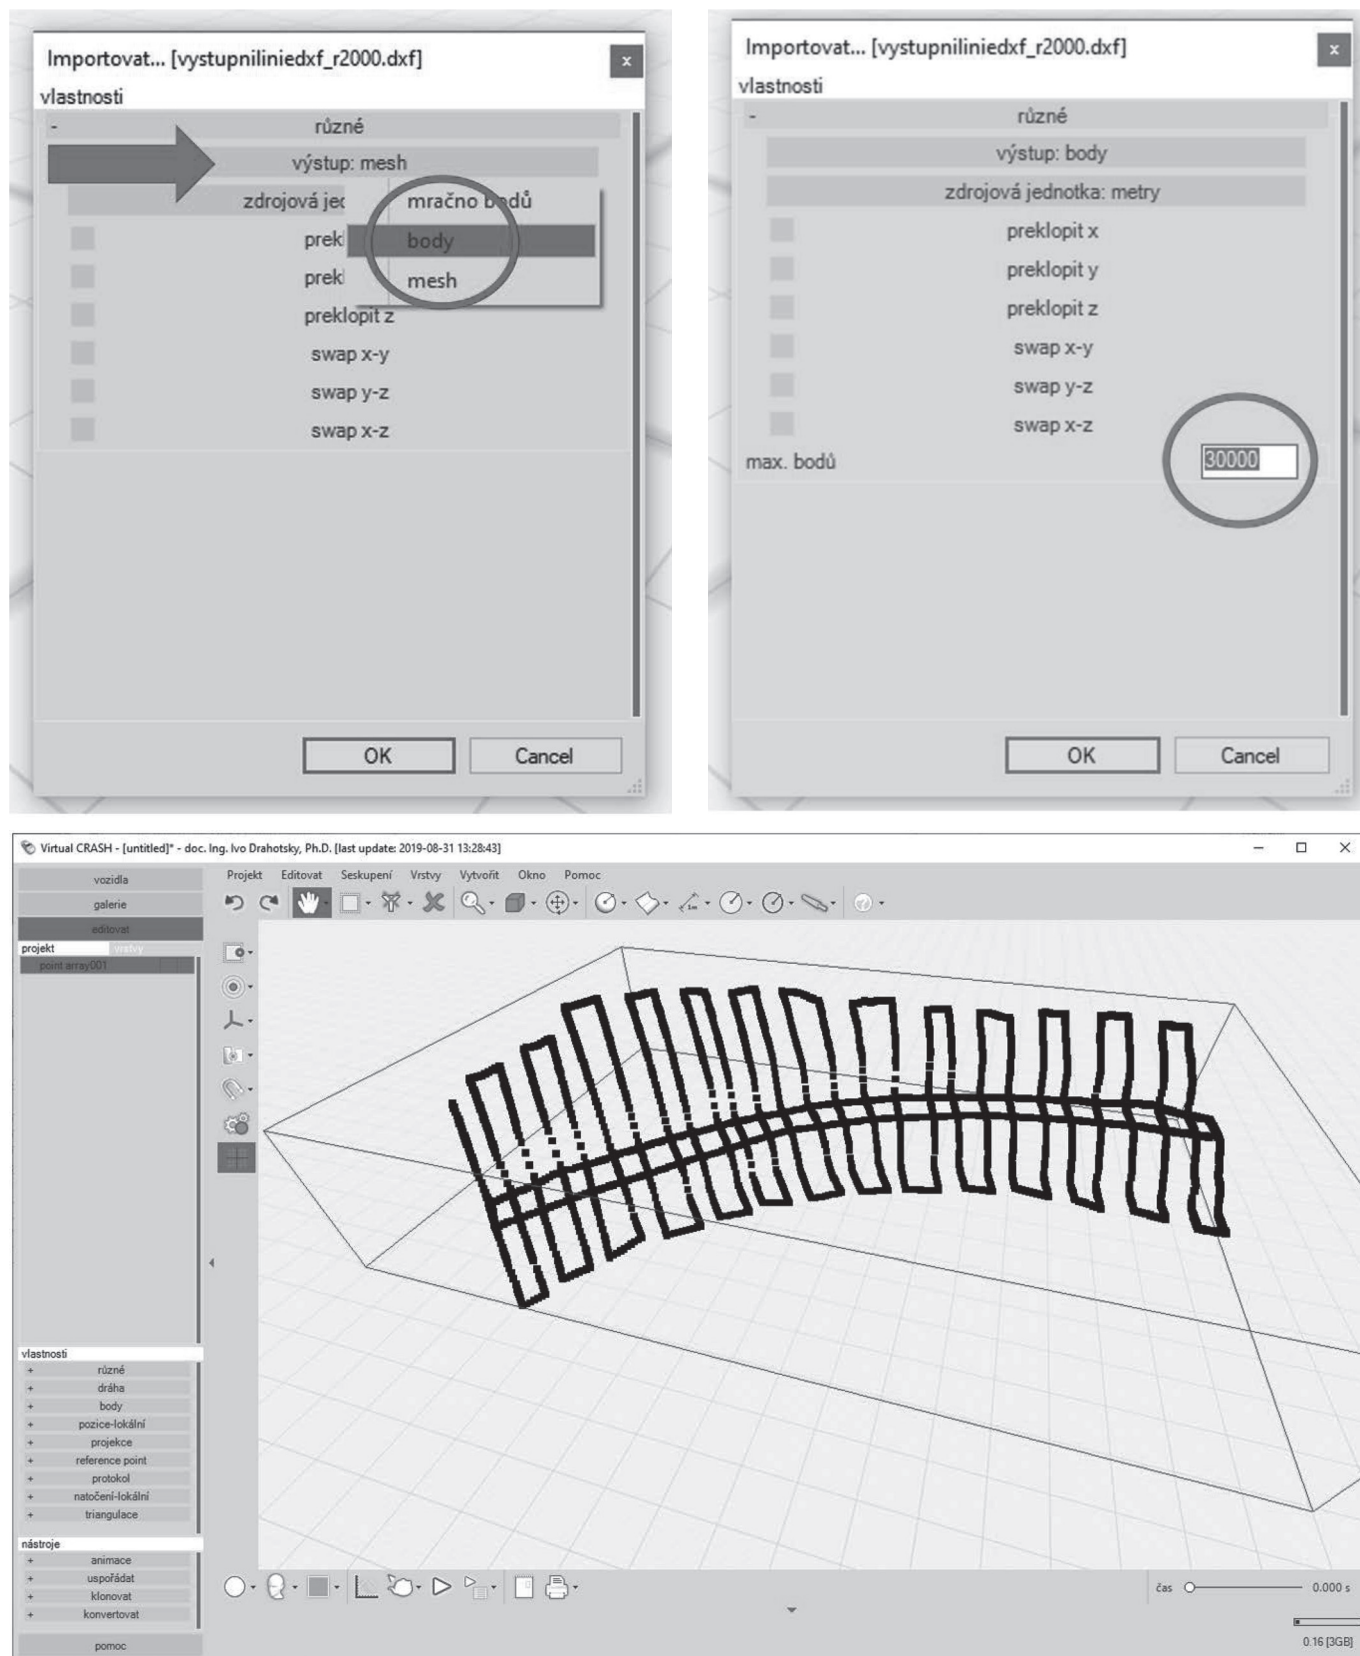 Importovat... [vystupniliniedxf_r2000.dxf]
x
vlastnosti
- různé
výstup: mesh
zdrojová jec
mračno bodů
prekl
body
prekl
mesh
preklopit z
swap x-y
swap y-z
swap x-z
OK
Cancel
Importovat... [vystupniliniedxf_r2000.dxf]
x
vlastnosti
- různé
výstup: body
zdrojová jednotka: metry
preklopit x
preklopit y
preklopit z
swap x-y
swap y-z
swap x-z
max. bodů 30000
OK
Cancel
Virtual CRASH - [untitled]* - doc. Ing. Ivo Drahotsky, Ph.D. [last update: 2019-08-31 13:28:43]
Projekt Editovat Seskupení Vrstvy Vytvořit Okno Pomoc
vozidla
galerie
editovat
projekt vrstvy
point array001
vlastnosti
+ různé
+ dráha
+ body
+ pozice-lokální
+ projekce
+ reference point
+ protokol
+ natočení-lokální
+ triangulace
nástroje
+ animace
+ uspořádat
+ klonovat
+ konvertovat
pomoc
čas 0.000 s
0.16 [3GB]